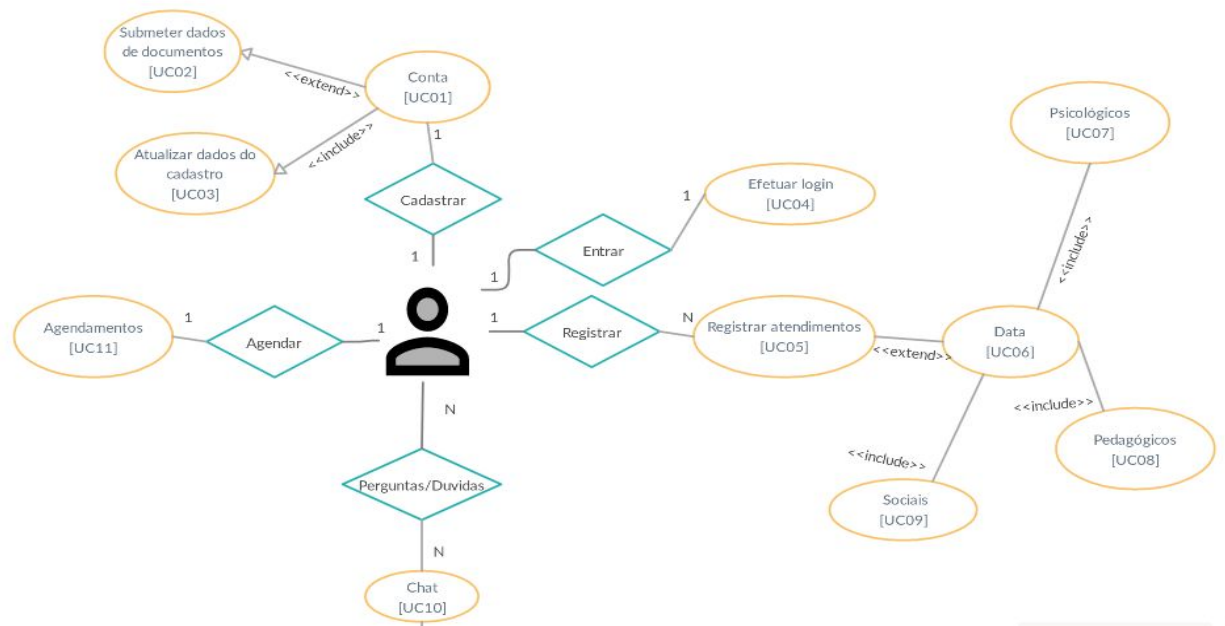 Submeter dados
de documentos
[UC02]
<<extend>>
Conta
[UC01]
Atualizar dados do
cadastro
[UC03]
<<include>>
1
Cadastrar
1
Psicológicos
[UC07]
Efetuar login
[UC04]
1
Entrar
1
<<include>>
Agendamentos
[UC11]
1
Agendar
1
1
Registrar
N
Registrar atendimentos
[UC05]
<<extend>>
Data
[UC06]
<<include>>
Pedagógicos
[UC08]
<<include>>
Sociais
[UC09]
N
Perguntas/Duvidas
N
Chat
[UC10]